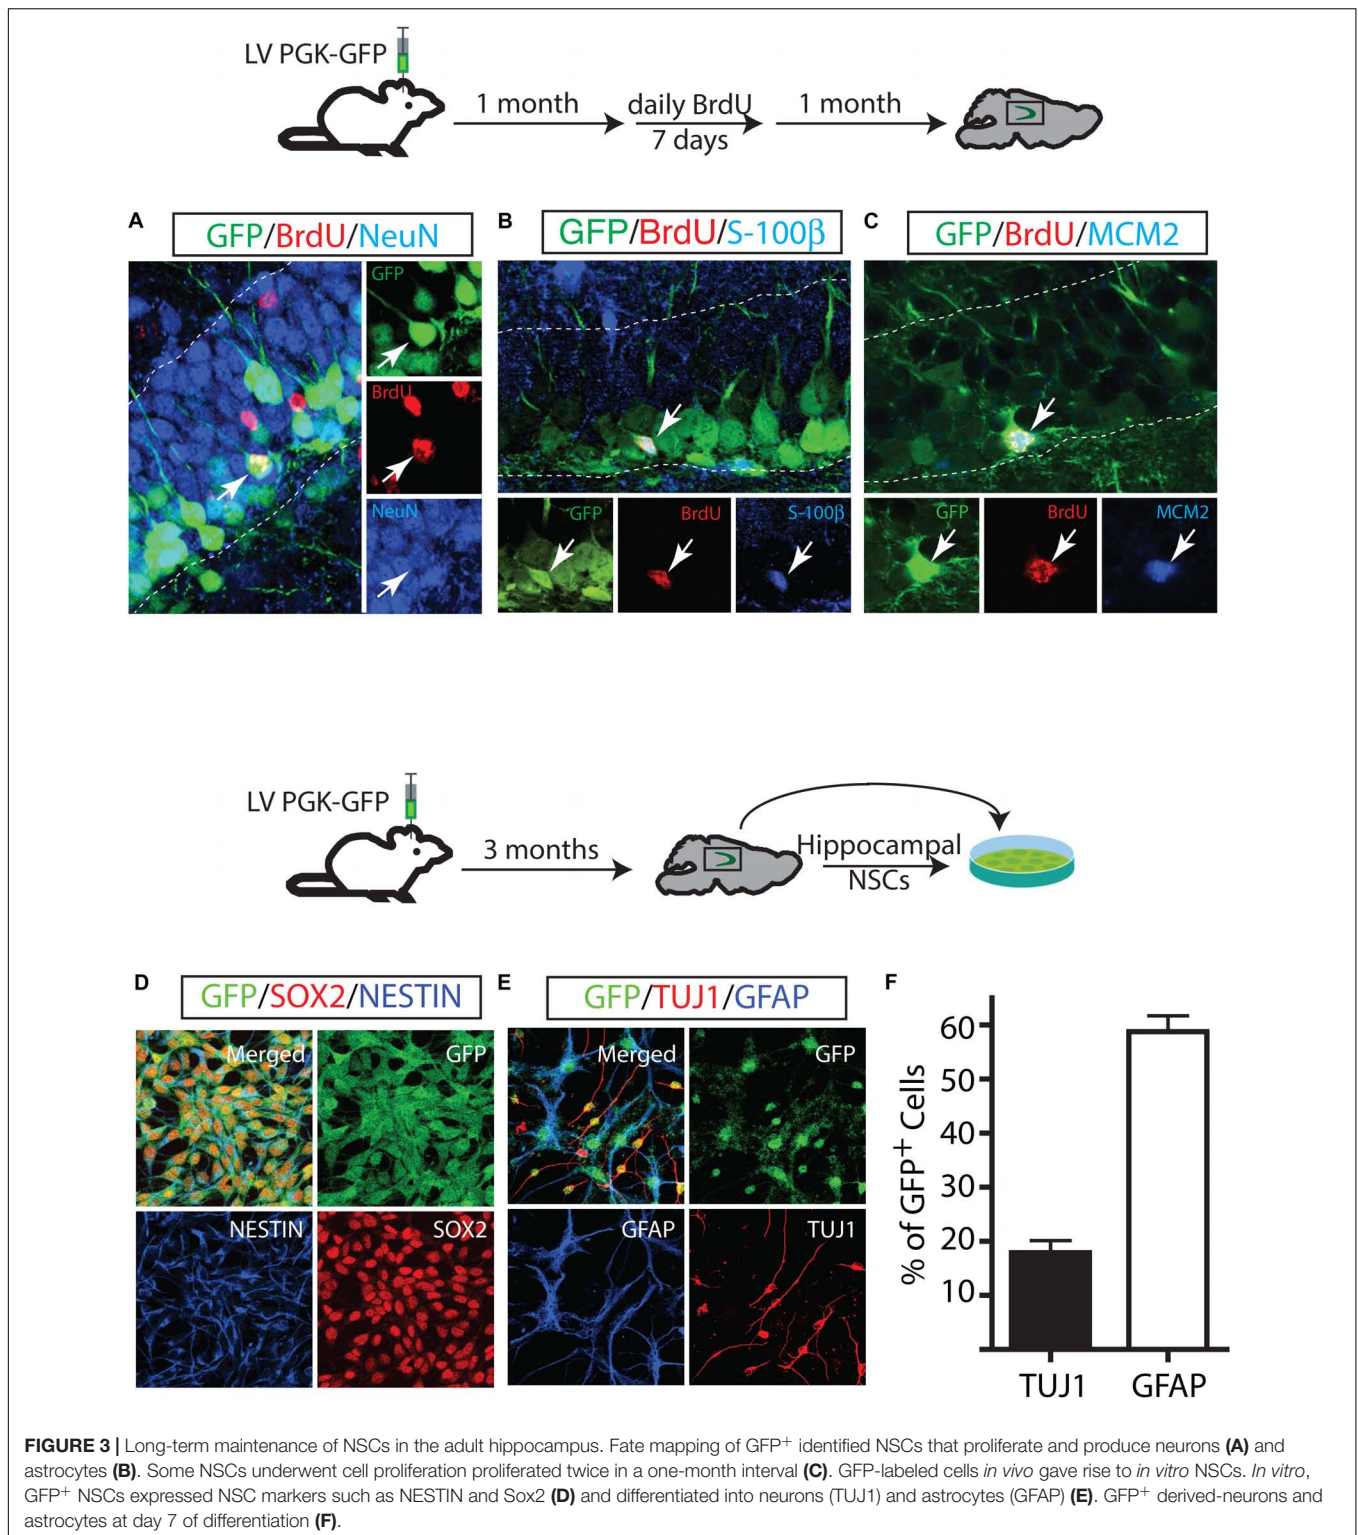 LV PGK-GFP
1 month
daily BrdU
7 days
1 month
A
GFP/BrdU/NeuN
GFP
BrdU
NeuN
B
GFP/BrdU/S-100β
GFP
BrdU
S-100β
C
GFP/BrdU/MCM2
GFP
BrdU
MCM2
LV PGK-GFP
3 months
Hippocampal
NSCs
D
GFP/SOX2/NESTIN
Merged
GFP
NESTIN
SOX2
E
GFP/TUJ1/GFAP
Merged
GFP
GFAP
TUJ1
F
% of GFP+ Cells
60
50
40
30
20
10
TUJ1
GFAP
FIGURE 3 | Long-term maintenance of NSCs in the adult hippocampus. Fate mapping of GFP+ identified NSCs that proliferate and produce neurons (A) and
astrocytes (B). Some NSCs underwent cell proliferation proliferated twice in a one-month interval (C). GFP-labeled cells in vivo gave rise to in vitro NSCs. In vitro,
GFP+ NSCs expressed NSC markers such as NESTIN and Sox2 (D) and differentiated into neurons (TUJ1) and astrocytes (GFAP) (E). GFP+ derived-neurons and
astrocytes at day 7 of differentiation (F).